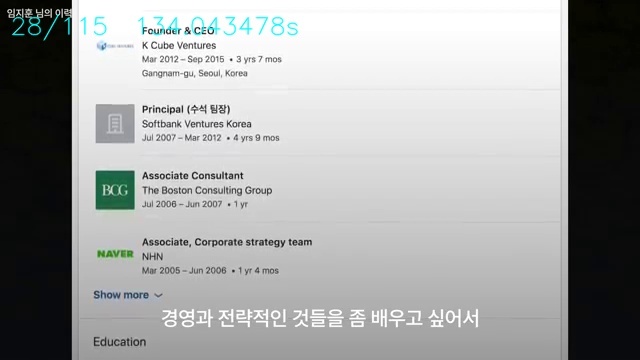 임지훈 님의 이력
28/115 134.043478s
Founder & CEO
K Cube Ventures
Mar 2012 – Sep 2015 • 3 yrs 7 mos
Gangnam-gu, Seoul, Korea
Principal (수석 팀장)
Softbank Ventures Korea
Jul 2007 – Mar 2012 • 4 yrs 9 mos
BCG
Associate Consultant
The Boston Consulting Group
Jul 2006 – Jun 2007 • 1 yr
NAVER
Associate, Corporate strategy team
NHN
Mar 2005 – Jun 2006 • 1 yr 4 mos
Show more
경영과 전략적인 것들을 좀 배우고 싶어서
Education